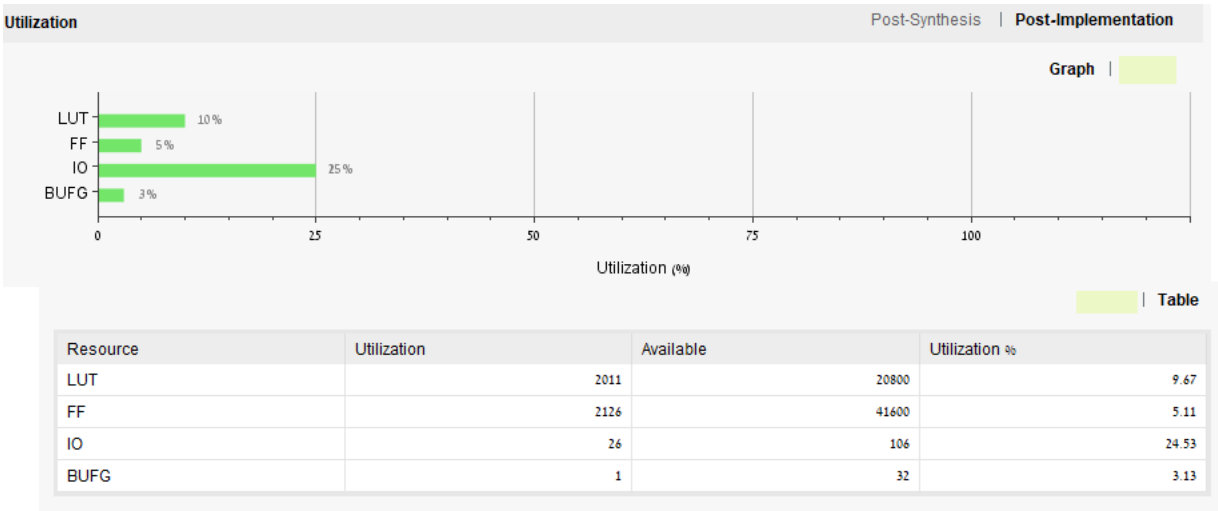 Utilization Post-Synthesis | Post-Implementation
Graph |
LUT 10%
FF 5%
IO 25%
BUFG 3%
0 25 50 75 100
Utilization (%)
| Table
Resource Utilization Available Utilization %
LUT 2011 20800 9.67
FF 2126 41600 5.11
IO 26 106 24.53
BUFG 1 32 3.13